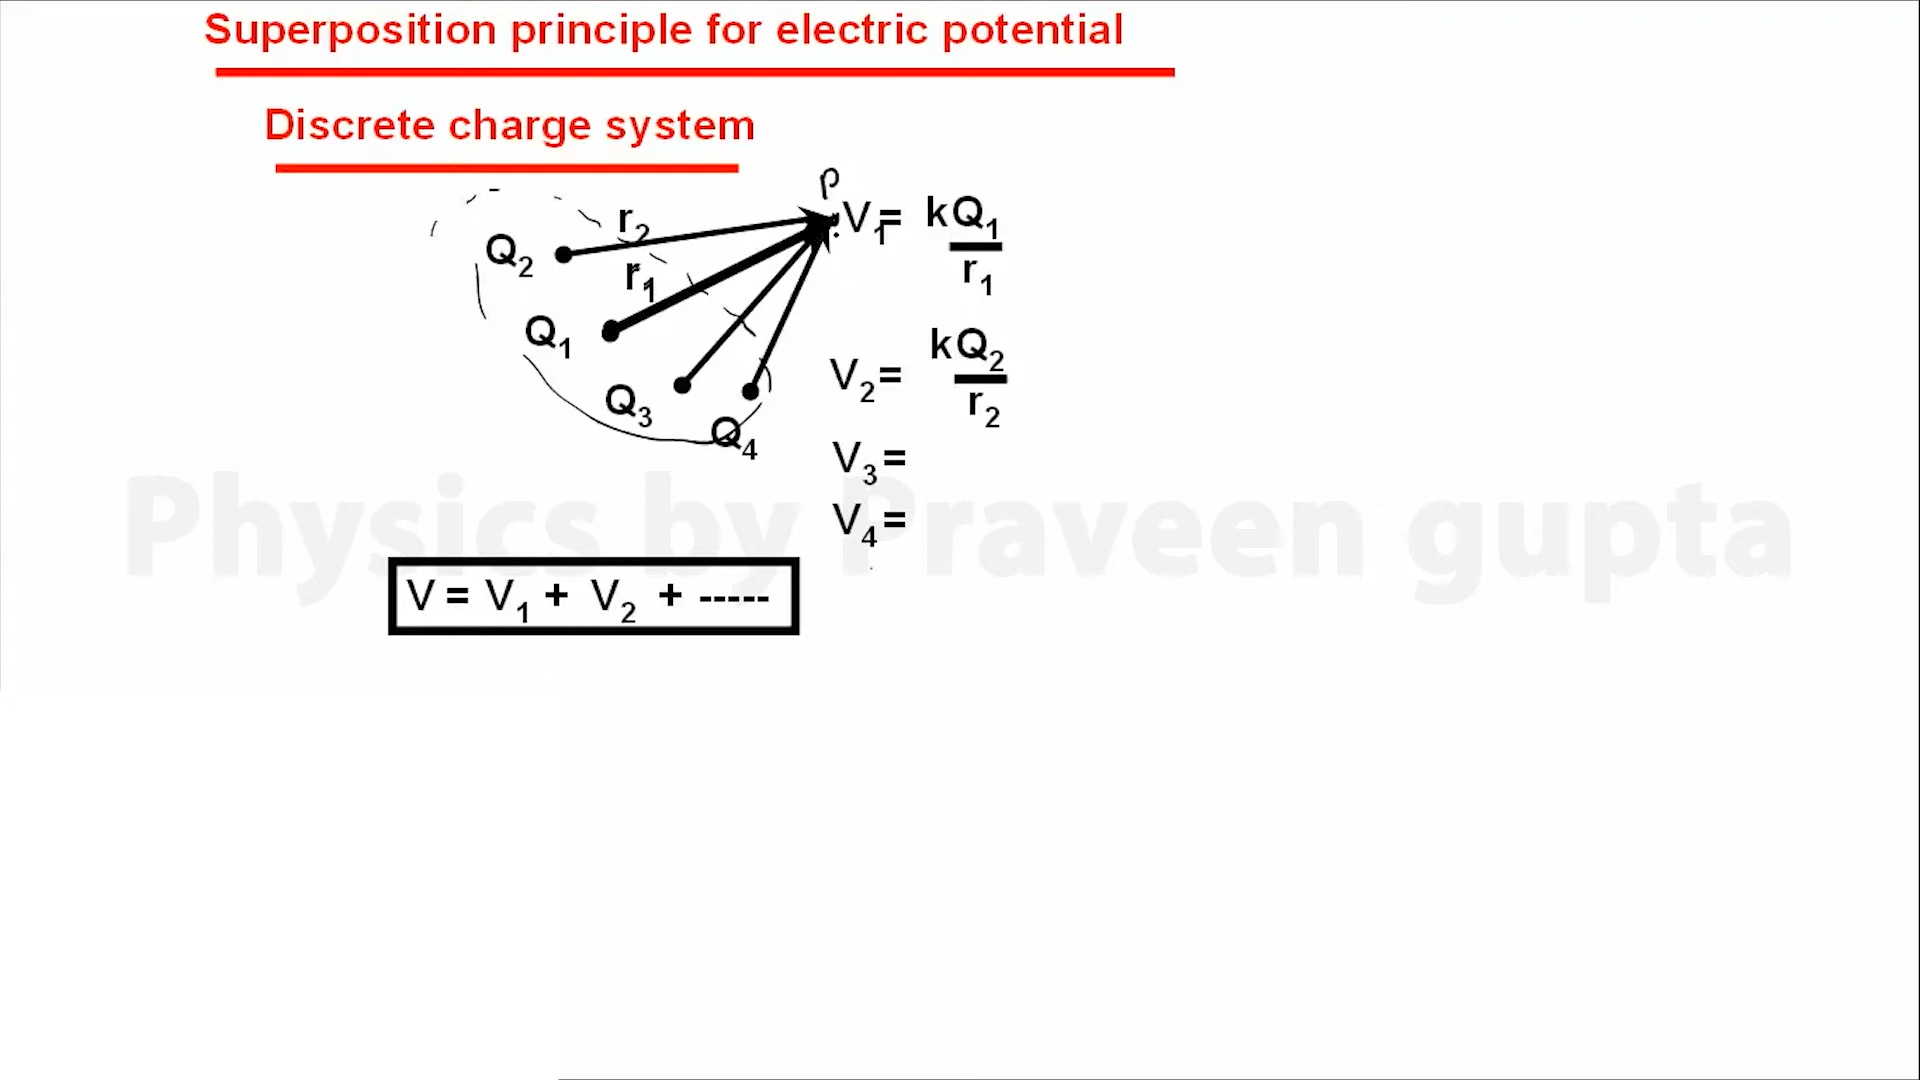 Superposition principle for electric potential
Discrete charge system
P
r₂
V₁ = kQ₁
r₁
Q₂
r₁
Q₁
V₂ = kQ₂
r₂
Q₃
Q₄
V₃ =
V₄ =
Physics by Praveen gupta
V = V₁ + V₂ + -----